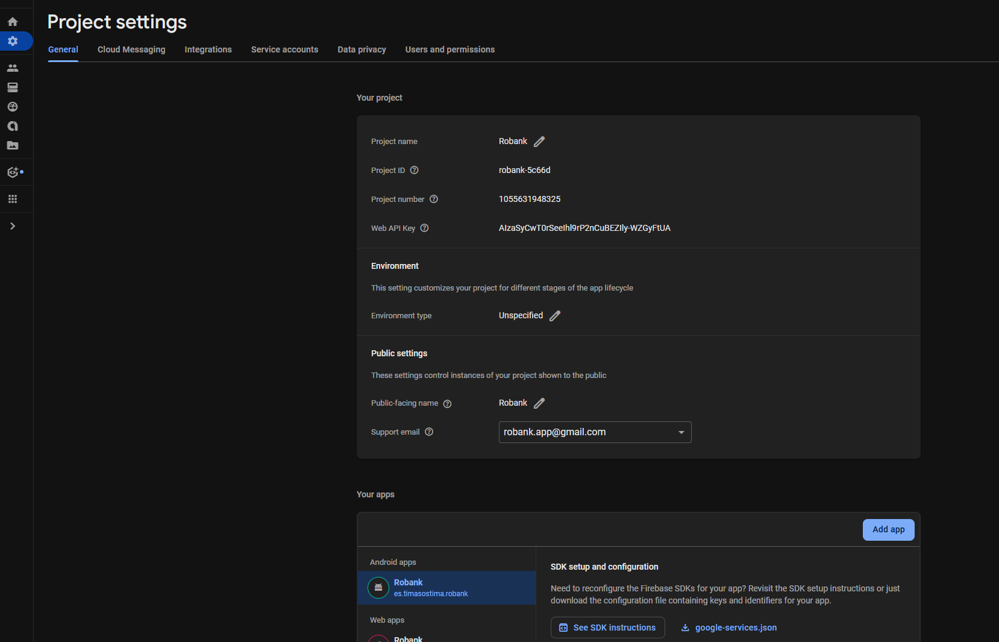 Project settings
General Cloud Messaging Integrations Service accounts Data privacy Users and permissions
Your project
Project name Robank
Project ID robank-5c66d
Project number 1055631948325
Web API Key AIzaSyCwT0rSeeIhl9rP2nCuBEZIly-WZGyFtUA
Environment
This setting customizes your project for different stages of the app lifecycle
Environment type Unspecified
Public settings
These settings control instances of your project shown to the public
Public-facing name Robank
Support email robank.app@gmail.com
Your apps
Add app
Android apps
Robank
es.timasostima.robank
Web apps
Robank
SDK setup and configuration
Need to reconfigure the Firebase SDKs for your app? Revisit the SDK setup instructions or just
download the configuration file containing keys and identifiers for your app.
See SDK instructions google-services.json